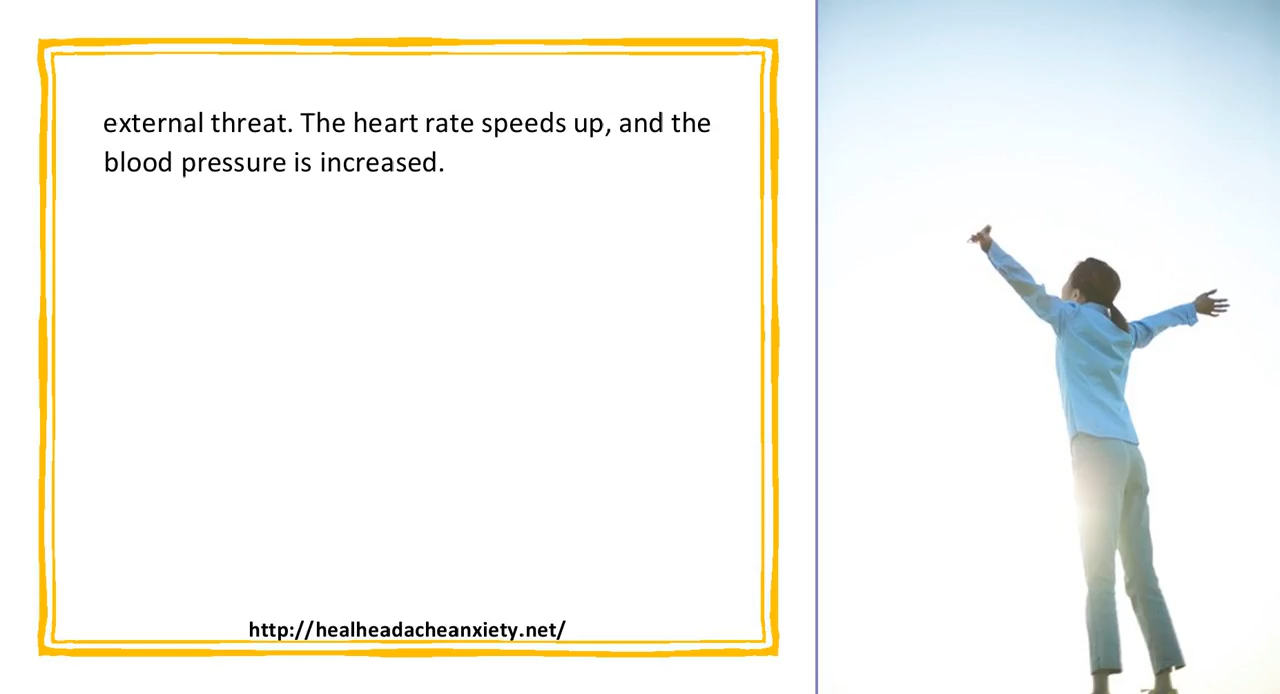 external threat. The heart rate speeds up, and the
blood pressure is increased.
http://healheadacheanxiety.net/